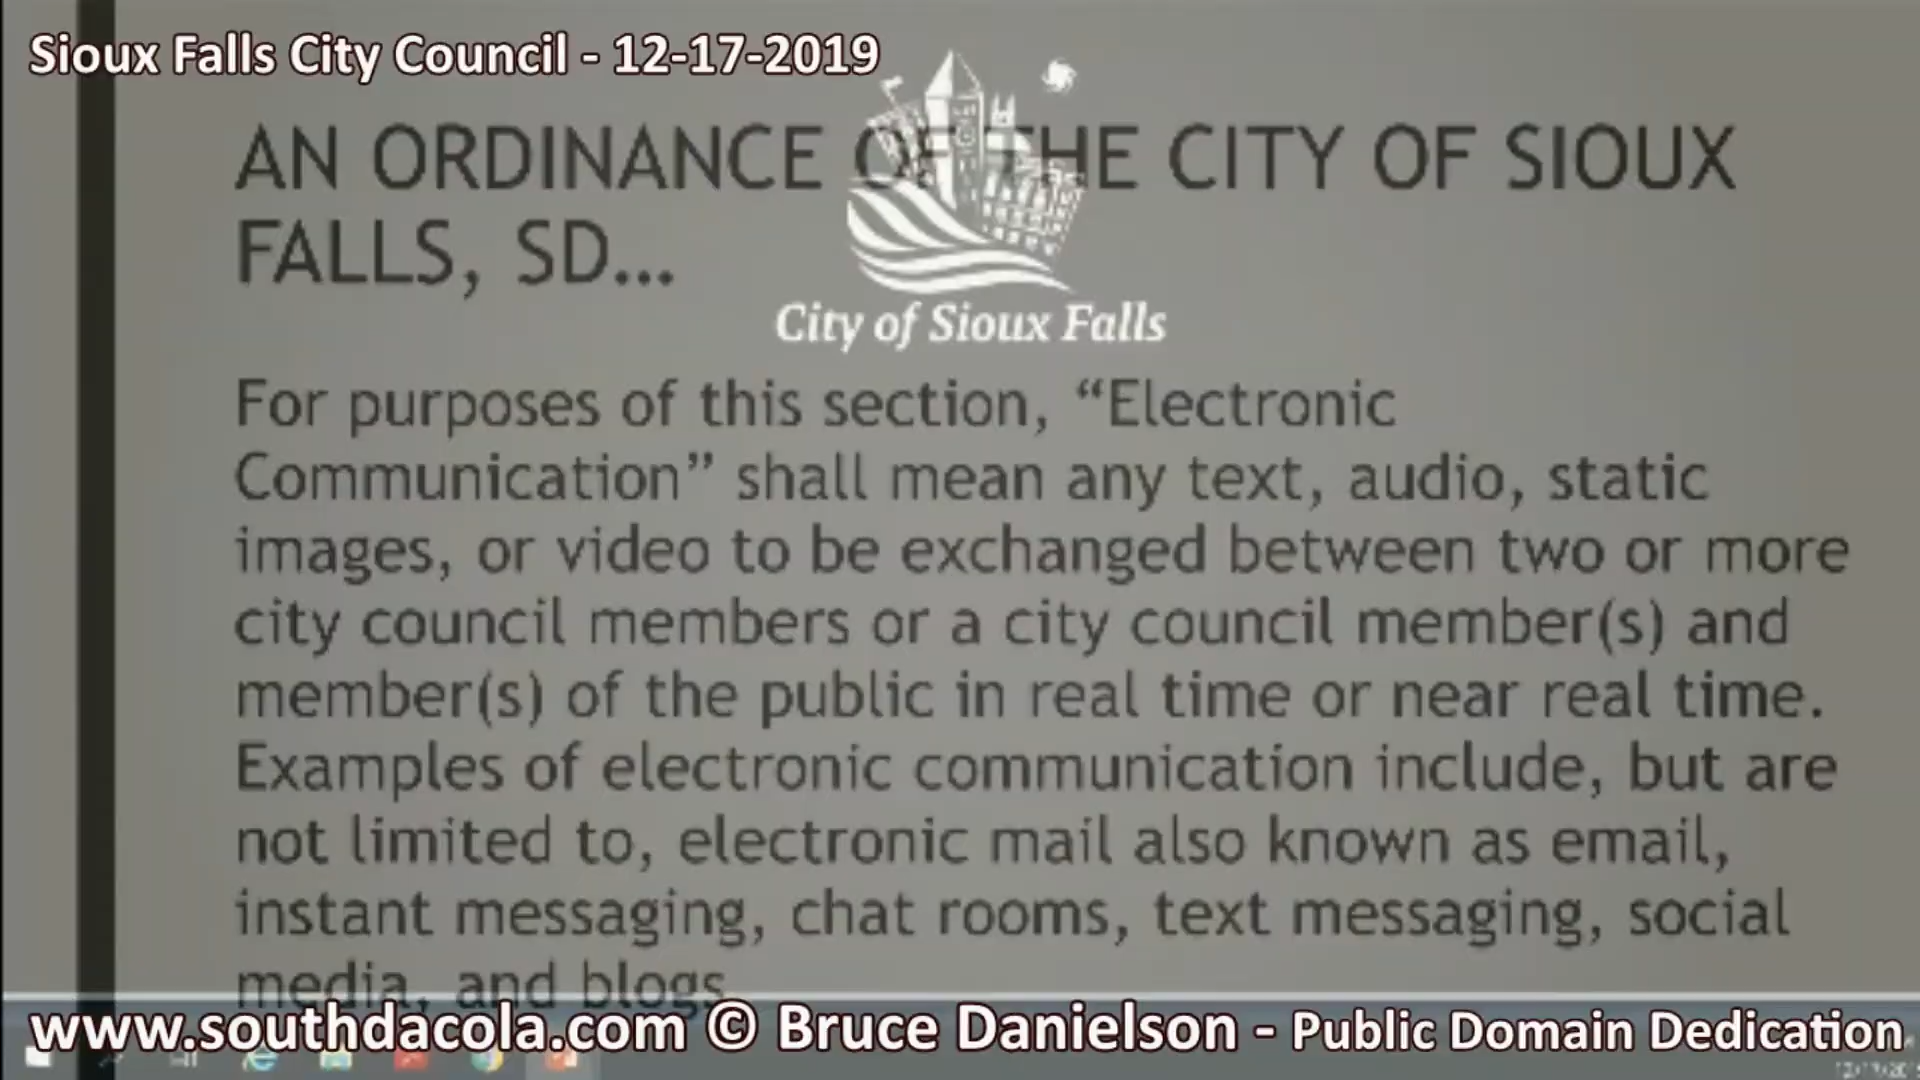 Sioux Falls City Council - 12-17-2019
AN ORDINANCE OF THE CITY OF SIOUX
FALLS, SD...
City of Sioux Falls
For purposes of this section, “Electronic
Communication” shall mean any text, audio, static
images, or video to be exchanged between two or more
city council members or a city council member(s) and
member(s) of the public in real time or near real time.
Examples of electronic communication include, but are
not limited to, electronic mail also known as email,
instant messaging, chat rooms, text messaging, social
media, and blogs
www.southdacola.com © Bruce Danielson - Public Domain Dedication